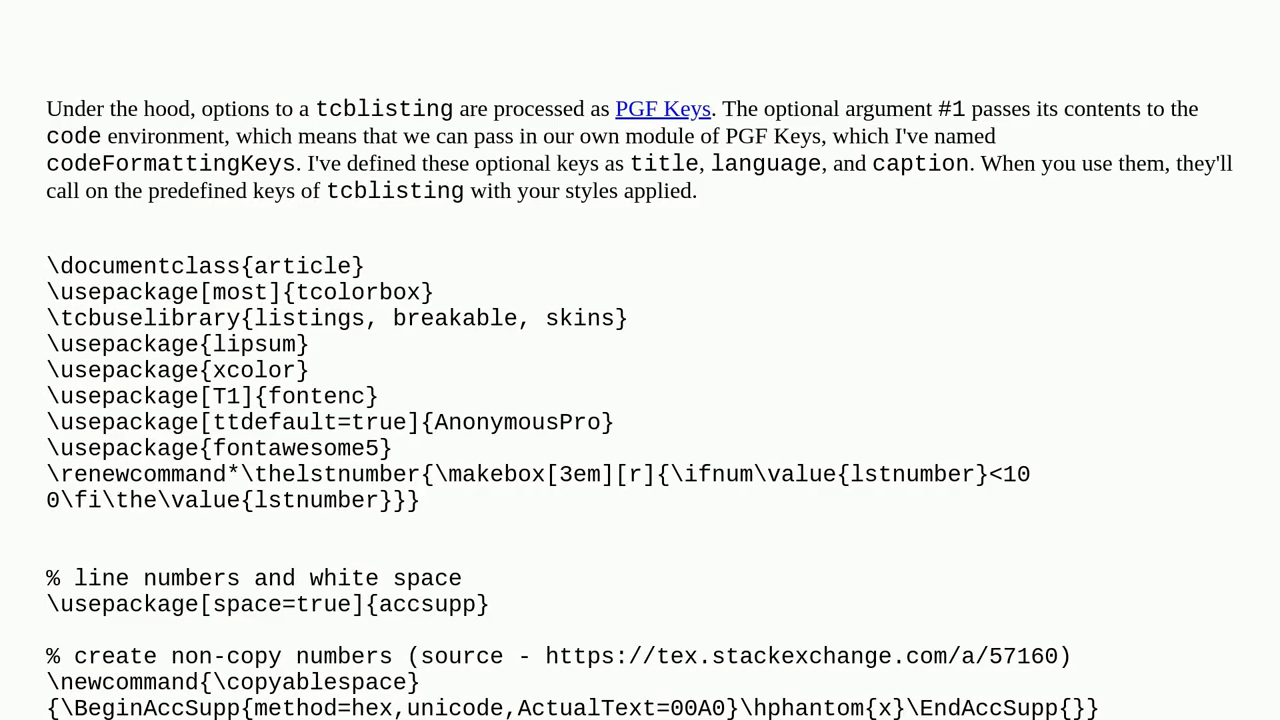 Under the hood, options to a tcblisting are processed as PGF Keys. The optional argument #1 passes its contents to the
code environment, which means that we can pass in our own module of PGF Keys, which I've named
codeFormattingKeys. I've defined these optional keys as title, language, and caption. When you use them, they'll
call on the predefined keys of tcblisting with your styles applied.
\documentclass{article}
\usepackage[most]{tcolorbox}
\tcbuselibrary{listings, breakable, skins}
\usepackage{lipsum}
\usepackage{xcolor}
\usepackage[T1]{fontenc}
\usepackage[ttdefault=true]{AnonymousPro}
\usepackage{fontawesome5}
\renewcommand*\thelstnumber{\makebox[3em][r]{\ifnum\value{lstnumber}<10
0\fi\the\value{lstnumber}}}
% line numbers and white space
\usepackage[space=true]{accsupp}
% create non-copy numbers (source - https://tex.stackexchange.com/a/57160)
\newcommand{\copyablespace}
{\BeginAccSupp{method=hex,unicode,ActualText=00A0}\hphantom{x}\EndAccSupp{}}